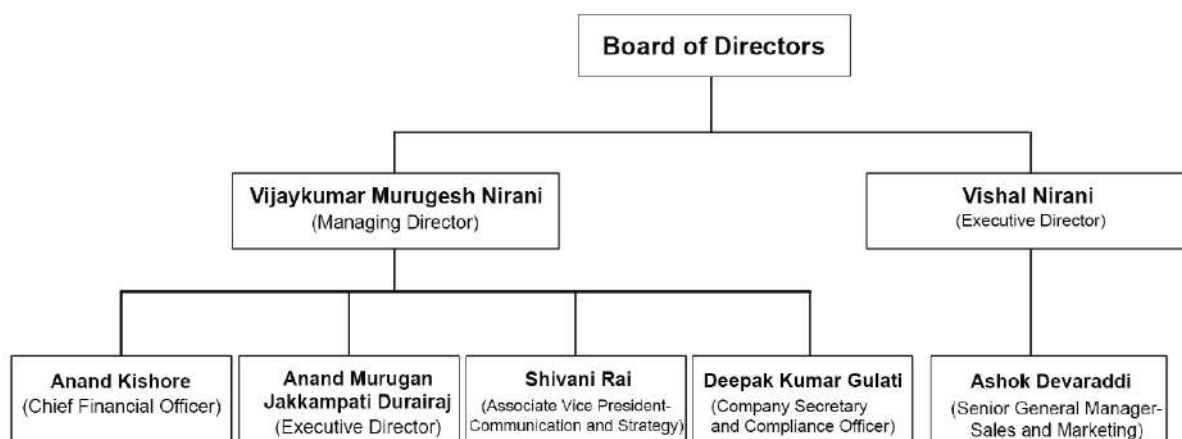 Board of Directors
Vijaykumar Murugesh Nirani
(Managing Director)
Vishal Nirani
(Executive Director)
Anand Kishore
(Chief Financial Officer)
Anand Murugan
Jakkampati Durairaj
(Executive Director)
Shivani Rai
(Associate Vice President-
Communication and Strategy)
Deepak Kumar Gulati
(Company Secretary
and Compliance Officer)
Ashok Devaraddi
(Senior General Manager-
Sales and Marketing)